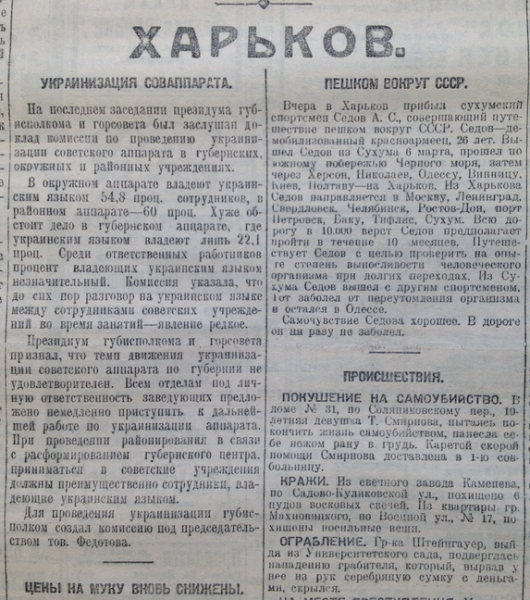 ХАРЬКОВ.
УКРАИНИЗАЦИЯ СОВАППАРАТА.
На последнем заседании президума губ-
исполкома и горсовета был заслушан до-
клад комиссии по проведению украини-
зации советского аппарата в губернских,
окружных и районных учреждениях.
В окружном аппарате владеют украин-
ским языком 54,8 проц. сотрудников, в
районном аппарате—60 проц. Хуже об-
стоит дело в губернском аппарате, где
украинским языком владеют лишь 22,1
проц. Среди ответственных работников
процент владеющих украинским языком
незначительный. Комиссия указала, что
до сих пор разговор на украинском языке
между сотрудниками советских учрежде-
ний во время занятий—явление редкое.
Президиум губисполкома и горсовета
признал, что темп движения украиниза-
ции советского аппарата по губернии не
удовлетворителен. Всем отделам под лич-
ную ответственность заведующих предло-
жено немедленно приступить к дальней-
шей работе по украинизации аппарата.
При проведении районирования в связи
с расформированием губернского центра,
приниматься в советские учреждения
должны преимущественно сотрудники, вла-
деющие украинским языком.
Для проведения украинизации губис-
полком создал комиссию под председатель-
ством тов. Федотова.
ЦЕНЫ НА МУКУ ВНОВЬ СНИЖЕНЫ.
ПЕШКОМ ВОКРУГ СССР.
Вчера в Харьков прибыл сухумский
спортсмен Седов А. С., совершающий путе-
шествие пешком вокруг СССР. Седов—де-
мобилизованный красноармеец, 26 лет. Вы-
шел Седов из Сухума 6 марта, прошел по
южному побережью Черного моря, затем
через Херсон, Николаев, Одессу, Винницу,
Киев, Полтаву—на Харьков. Из Харькова
Седов направляется в Москву, Ленинград,
Свердловск, Челябинск, Ростов-Дон, порт
Петровск, Баку, Тифлис, Сухум. Всю до-
рогу в 10.000 верст Седов предполагает
пройти в течение 10 месяцев. Путешеству-
ет Седов с целью проверить на опы-
те степень выносливости человеческого
организма при долгих переходах. Из Су-
хума Седов вышел с другим спортсменом.
Тот заболел от переутомления организма
и остался в Одессе.
Самочувствие Седова хорошее. В дороге
он ни разу не заболел.
ПРОИСШЕСТВИЯ.
ПОКУШЕНИЕ НА САМОУБИЙСТВО. В
доме № 31, по Соляниковскому пер., 19-
летняя девушка Т. Смирнова, пытаясь по-
кончить жизнь самоубийством, нанесла се-
бе ножом рану в грудь. Каретой скорой
помощи Смирнова доставлена в 1-ю сов-
больницу.
КРАЖИ. Из свечного завода Каменева,
по Садово-Куликовской ул., похищено 6
пудов восковых свечей. Из квартиры гр.
Махновицкого, по Военной ул., № 17, по-
хищены носильные вещи.
ОГРАБЛЕНИЕ. Гр-ка Штейнгауер, вый-
дя из Университетского сада, подверглась
нападению грабителя, который, вырвав у
нее из рук серебряную сумку с деньга-
ми, скрылся.